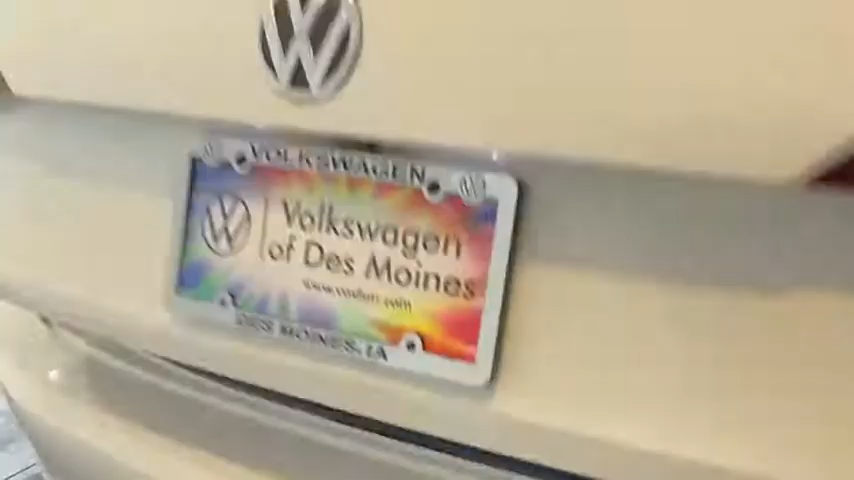 VOLKSWAGEN
Volkswagen
of Des Moines
DES MOINES, IA